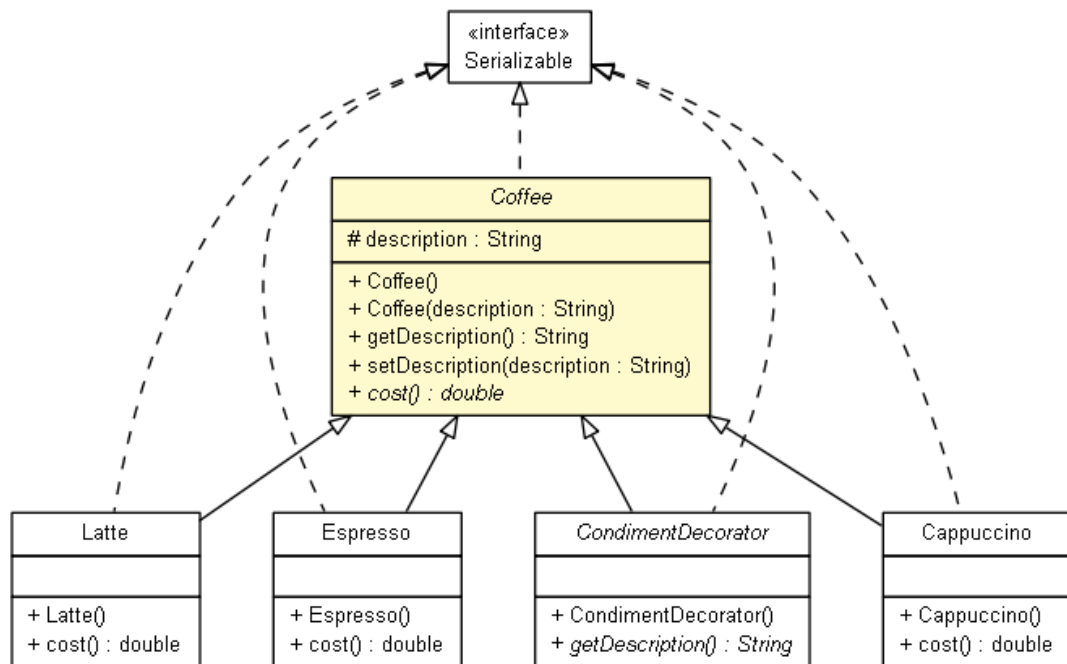 «interface»
Serializable
Coffee
# description : String
+ Coffee()
+ Coffee(description : String)
+ getDescription() : String
+ setDescription(description : String)
+ cost() : double
Latte
+ Latte()
+ cost() : double
Espresso
+ Espresso()
+ cost() : double
CondimentDecorator
+ CondimentDecorator()
+ getDescription() : String
Cappuccino
+ Cappuccino()
+ cost() : double